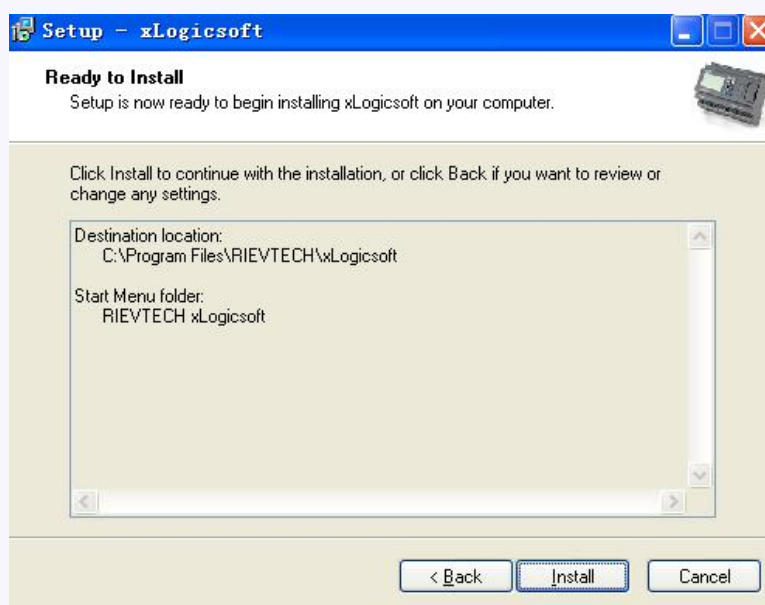 Setup - xLogicsoft
Ready to Install
Setup is now ready to begin installing xLogicsoft on your computer.
Click Install to continue with the installation, or click Back if you want to review or
change any settings.
Destination location:
C:\Program Files\RIEVTECH\xLogicsoft
Start Menu folder:
RIEVTECH xLogicsoft
< Back
Install
Cancel